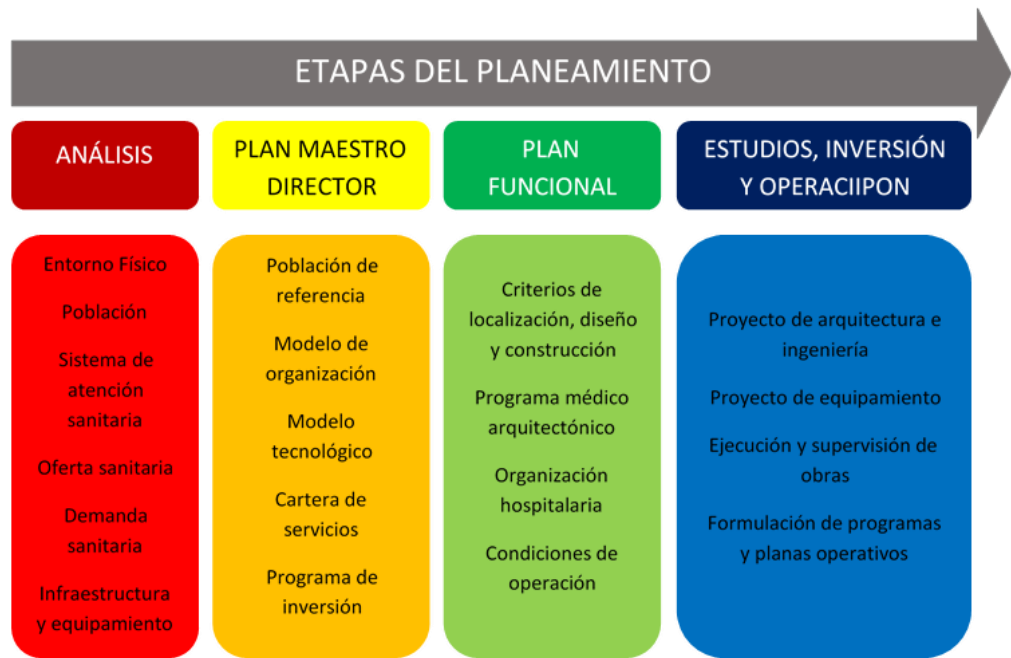 ETAPAS DEL PLANEAMIENTO
ANÁLISIS
PLAN MAESTRO
DIRECTOR
PLAN
FUNCIONAL
ESTUDIOS, INVERSIÓN
Y OPERACIIPON
Entorno Físico
Población
Sistema de
atención
sanitaria
Oferta sanitaria
Demanda
sanitaria
Infraestructura
y equipamiento
Población de
referencia
Modelo de
organización
Modelo
tecnológico
Cartera de
servicios
Programa de
inversión
Criterios de
localización, diseño
y construcción
Programa médico
arquitectónico
Organización
hospitalaria
Condiciones de
operación
Proyecto de arquitectura e
ingeniería
Proyecto de equipamiento
Ejecución y supervisión de
obras
Formulación de programas
y planas operativos